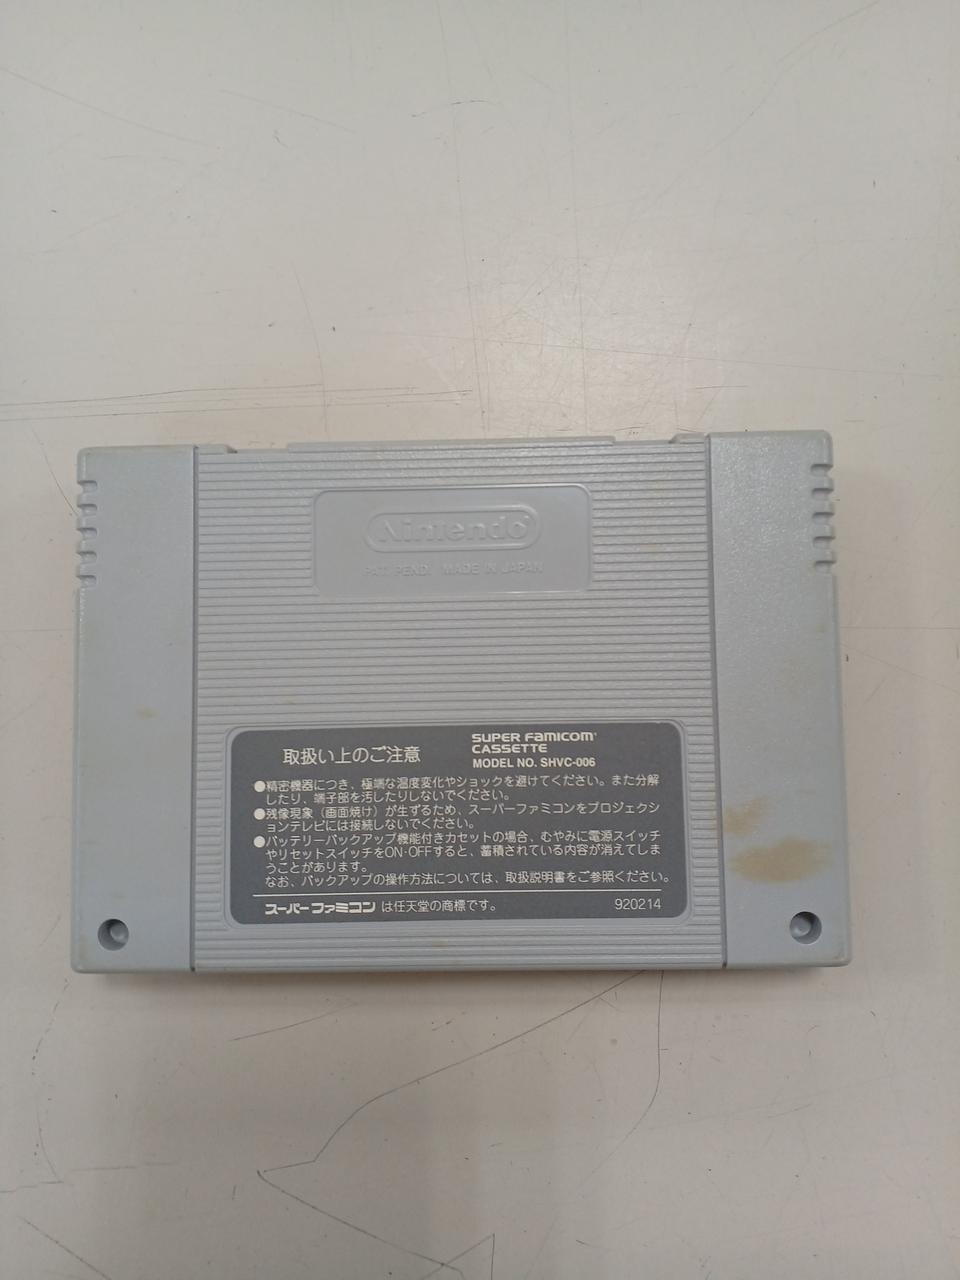 Nintendo
PAT. PEND. MADE IN JAPAN
取扱い上のご注意
SUPER FAMICOM
CASSETTE
MODEL NO. SHVC-006
●精密機器につき、極端な温度変化やショックを避けてください。また分解
したり、端子部を汚したりしないでください。
●残像現象（画面焼け）が生ずるため、スーパーファミコンをプロジェクシ
ョンテレビには接続しないでください。
●バッテリーバックアップ機能付きカセットの場合、むやみに電源スイッチ
やリセットスイッチをON・OFFすると、蓄積されている内容が消えてしま
うことがあります。
なお、バックアップの操作方法については、取扱説明書をご参照ください。
スーパーファミコンは任天堂の商標です。 920214